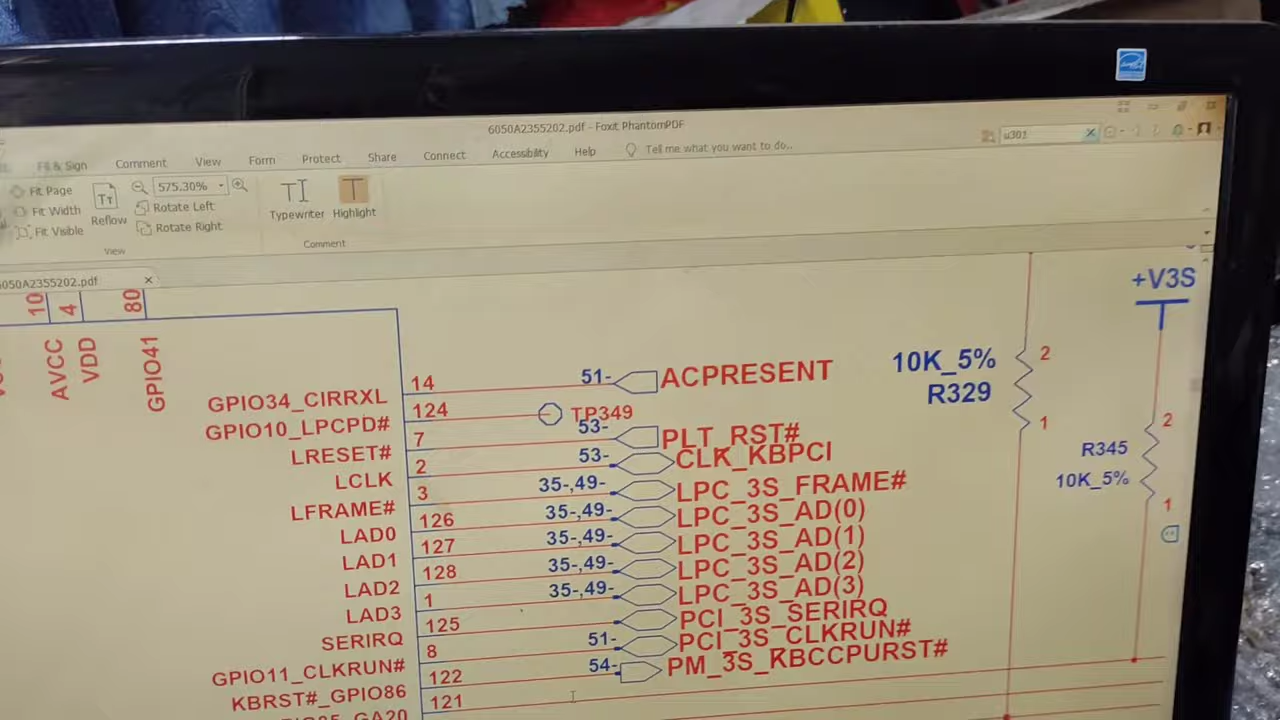 6050A2355202.pdf - Foxit PhantomPDF
u301
Fill & Sign Comment View Form Protect Share Connect Accessibility Help Tell me what you want to do..
Fit Page
Fit Width
Fit Visible
Reflow
575.30%
Rotate Left
Rotate Right
View
Typewriter Highlight
Comment
6050A2355202.pdf
10 4 80
AVCC VDD GPIO41
GPIO34_CIRRXL 14 51- ACPRESENT
GPIO10_LPCPD# 124 TP349
LRESET# 7 53- PLT_RST#
LCLK 2 53- CLK_KBPCI
LFRAME# 3 35-,49- LPC_3S_FRAME#
LAD0 126 35-,49- LPC_3S_AD(0)
LAD1 127 35-,49- LPC_3S_AD(1)
LAD2 128 35-,49- LPC_3S_AD(2)
LAD3 1 35-,49- LPC_3S_AD(3)
SERIRQ 125 PCI_3S_SERIRQ
GPIO11_CLKRUN# 8 51- PCI_3S_CLKRUN#
KBRST#_GPIO86 122 54- PM_3S_KBCCPURST#
121
10K_5%
R329
2
1
+V3S
R345
10K_5%
2
1